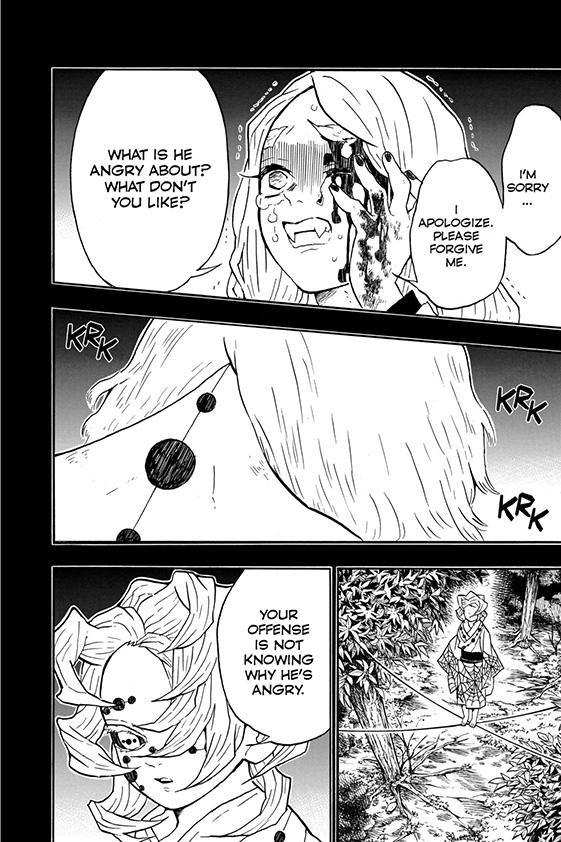 I'M
SORRY
...
I
APOLOGIZE.
PLEASE
FORGIVE
ME.
WHAT IS HE
ANGRY ABOUT?
WHAT DON'T
YOU LIKE?
KRK
KRK
KRK
YOUR
OFFENSE
IS NOT
KNOWING
WHY HE'S
ANGRY.